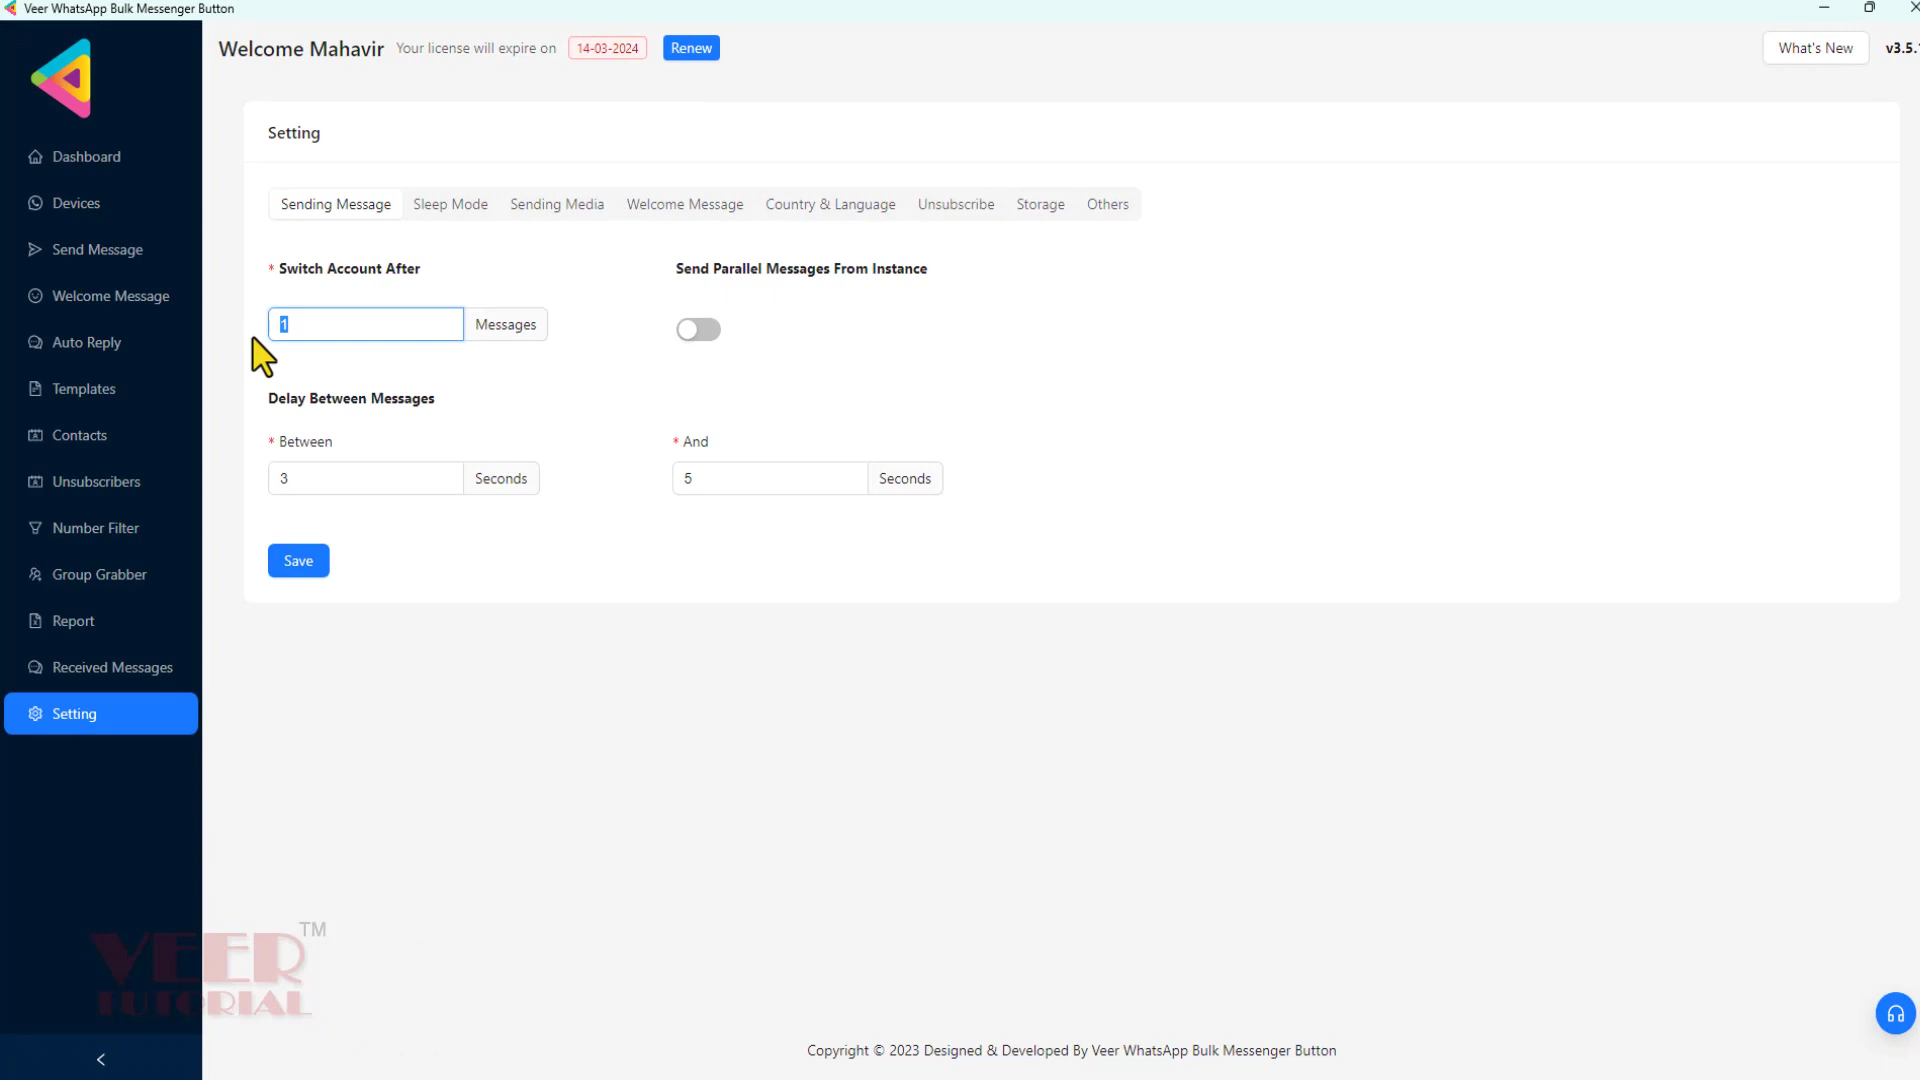 Veer WhatsApp Bulk Messenger Button
Welcome Mahavir Your license will expire on 14-03-2024 Renew
What's New v3.5.
Dashboard
Devices
Send Message
Welcome Message
Auto Reply
Templates
Contacts
Unsubscribers
Number Filter
Group Grabber
Report
Received Messages
Setting
Setting
Sending Message Sleep Mode Sending Media Welcome Message Country & Language Unsubscribe Storage Others
* Switch Account After Send Parallel Messages From Instance
1 Messages
Delay Between Messages
* Between * And
3 Seconds 5 Seconds
Save
VEER TM
TUTORIAL
Copyright © 2023 Designed & Developed By Veer WhatsApp Bulk Messenger Button